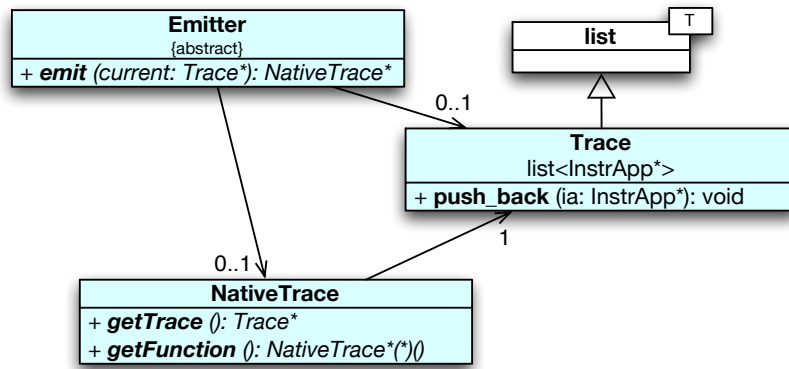 Emitter
{abstract}
+ emit (current: Trace*): NativeTrace*
T
list
0..1
Trace
list<InstrApp*>
+ push_back (ia: InstrApp*): void
1
0..1
NativeTrace
+ getTrace (): Trace*
+ getFunction (): NativeTrace*(*)()